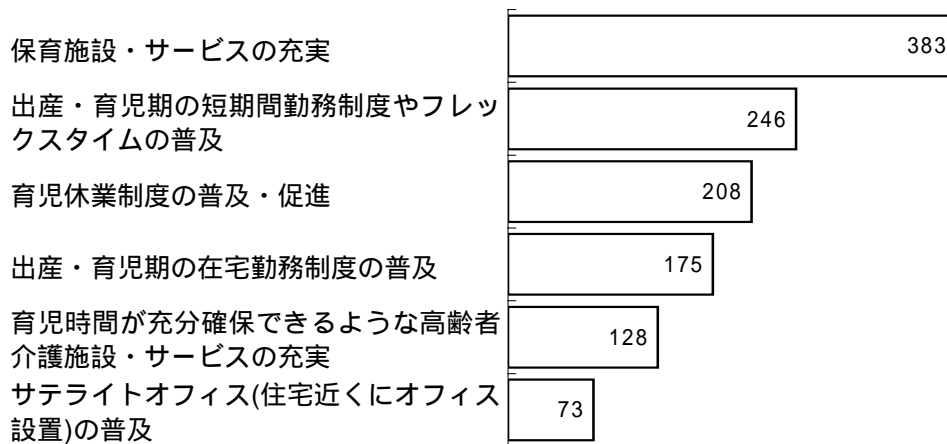 保育施設・サービスの充実
383
出産・育児期の短期間勤務制度やフレッ
クスタイムの普及
246
育児休業制度の普及・促進
208
出産・育児期の在宅勤務制度の普及
175
育児時間が充分確保できるような高齢者
介護施設・サービスの充実
128
サテライトオフィス(住宅近くにオフィス
設置)の普及
73